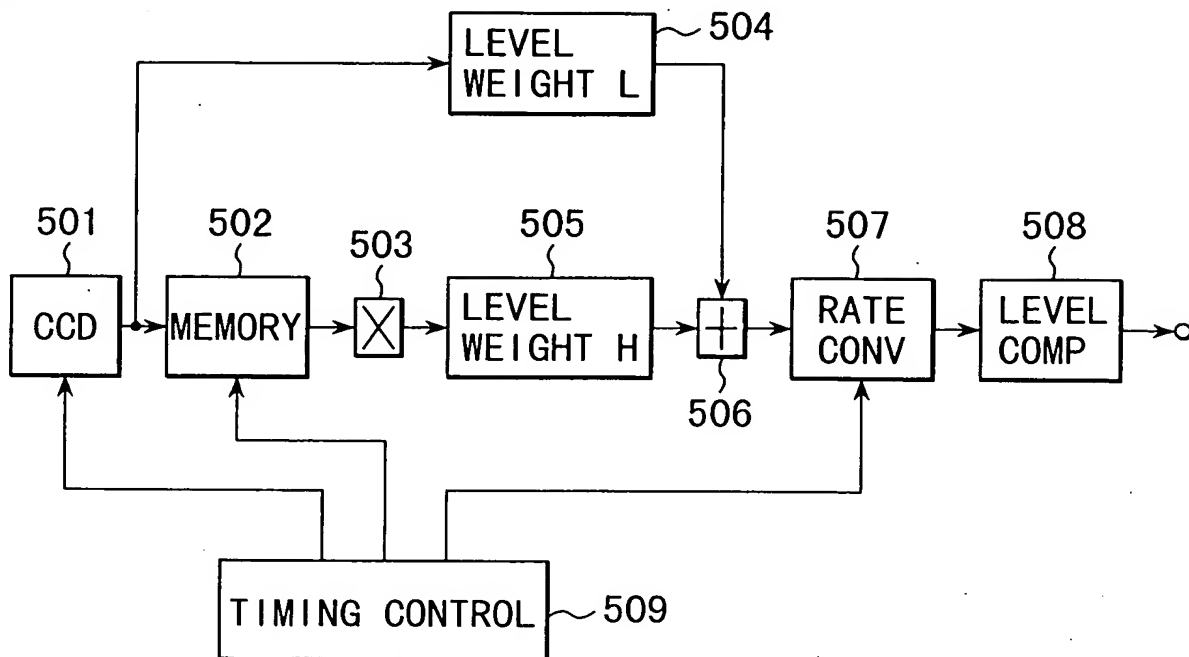 504
LEVEL
WEIGHT L
501
502
503
505
507
508
CCD
MEMORY
LEVEL
WEIGHT H
RATE
CONV
LEVEL
COMP
506
TIMING CONTROL
509